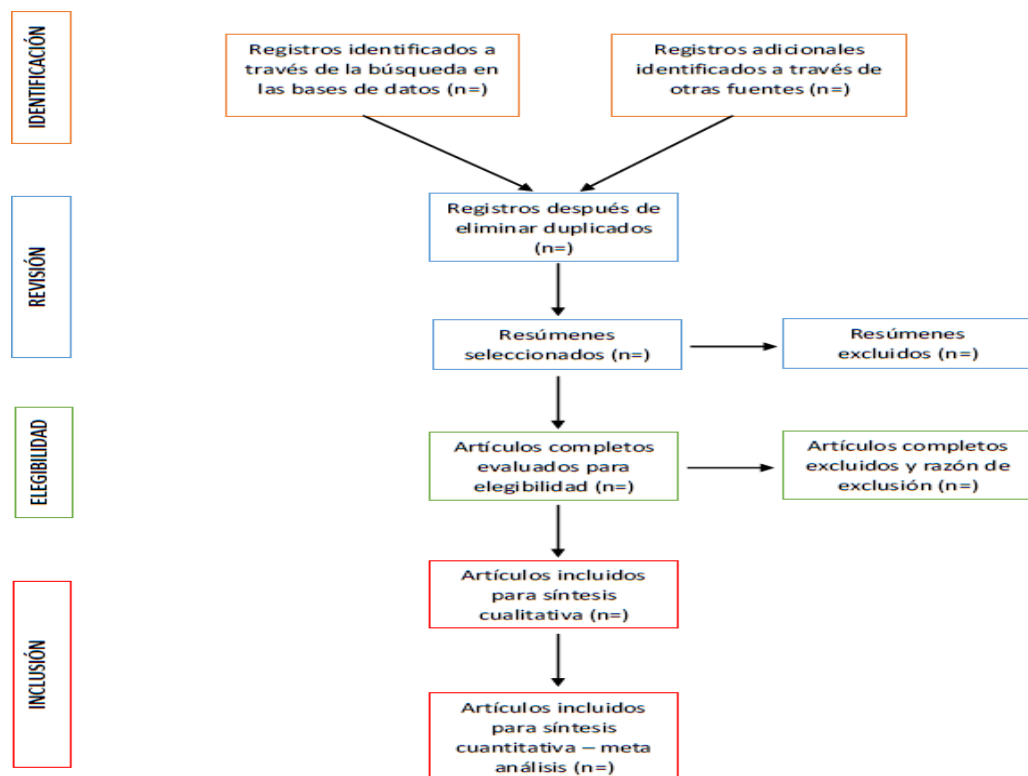 IDENTIFICACIÓN
Registros identificados a
través de la búsqueda en
las bases de datos (n=)
Registros adicionales
identificados a través de
otras fuentes (n=)
REVISIÓN
Registros después de
eliminar duplicados
(n=)
Resúmenes
seleccionados (n=)
Resúmenes
excluidos (n=)
ELEGIBILIDAD
Artículos completos
evaluados para
elegibilidad (n=)
Artículos completos
excluidos y razón de
exclusión (n=)
INCLUSIÓN
Artículos incluidos
para síntesis
cualitativa (n=)
Artículos incluidos
para síntesis
cuantitativa – meta
análisis (n=)